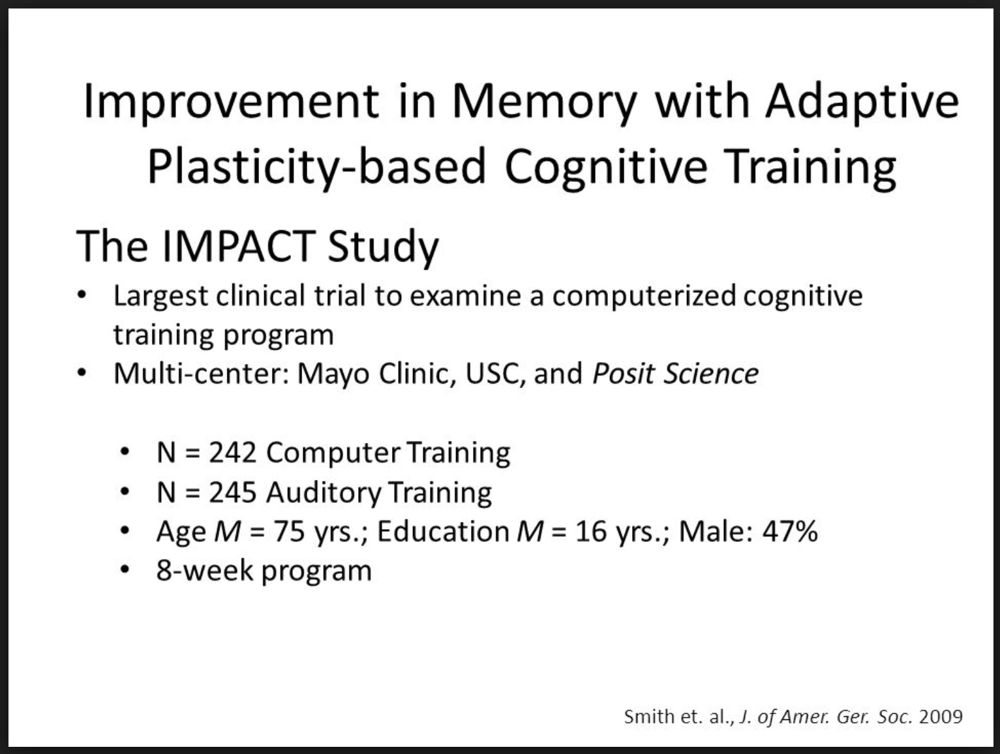 Improvement in Memory with Adaptive
Plasticity-based Cognitive Training
The IMPACT Study
• Largest clinical trial to examine a computerized cognitive
training program
• Multi-center: Mayo Clinic, USC, and Posit Science
• N = 242 Computer Training
• N = 245 Auditory Training
• Age M = 75 yrs.; Education M = 16 yrs.; Male: 47%
• 8-week program
Smith et. al., J. of Amer. Ger. Soc. 2009